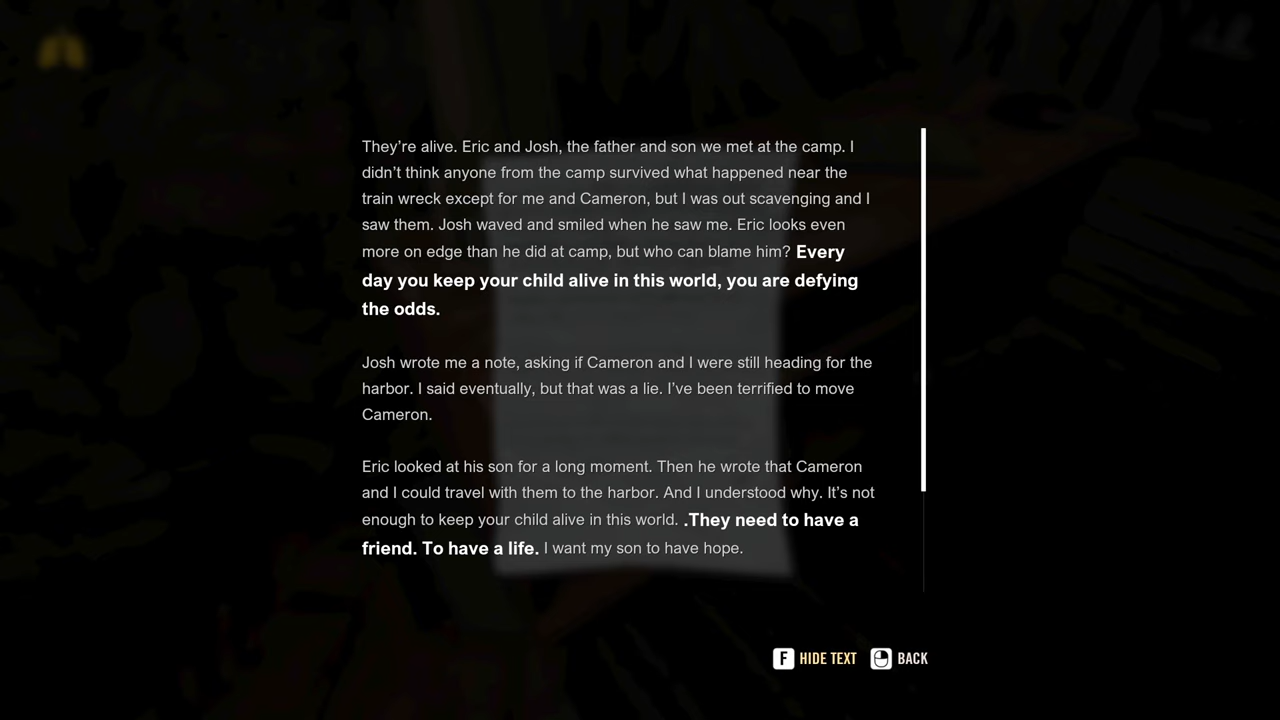 They’re alive. Eric and Josh, the father and son we met at the camp. I
didn’t think anyone from the camp survived what happened near the
train wreck except for me and Cameron, but I was out scavenging and I
saw them. Josh waved and smiled when he saw me. Eric looks even
more on edge than he did at camp, but who can blame him? Every
day you keep your child alive in this world, you are defying
the odds.
Josh wrote me a note, asking if Cameron and I were still heading for the
harbor. I said eventually, but that was a lie. I’ve been terrified to move
Cameron.
Eric looked at his son for a long moment. Then he wrote that Cameron
and I could travel with them to the harbor. And I understood why. It’s not
enough to keep your child alive in this world. .They need to have a
friend. To have a life. I want my son to have hope.
F HIDE TEXT BACK